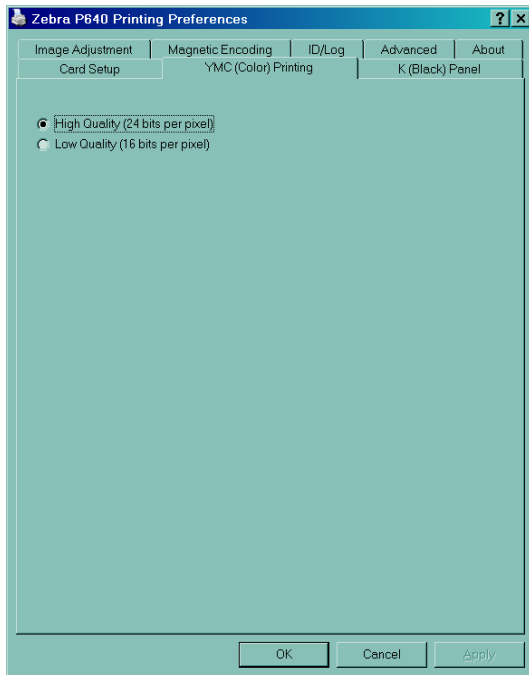 Zebra P640 Printing Preferences
Image Adjustment Magnetic Encoding ID/Log Advanced About
Card Setup YMC (Color) Printing K (Black) Panel
High Quality (24 bits per pixel)
Low Quality (16 bits per pixel)
OK Cancel Apply